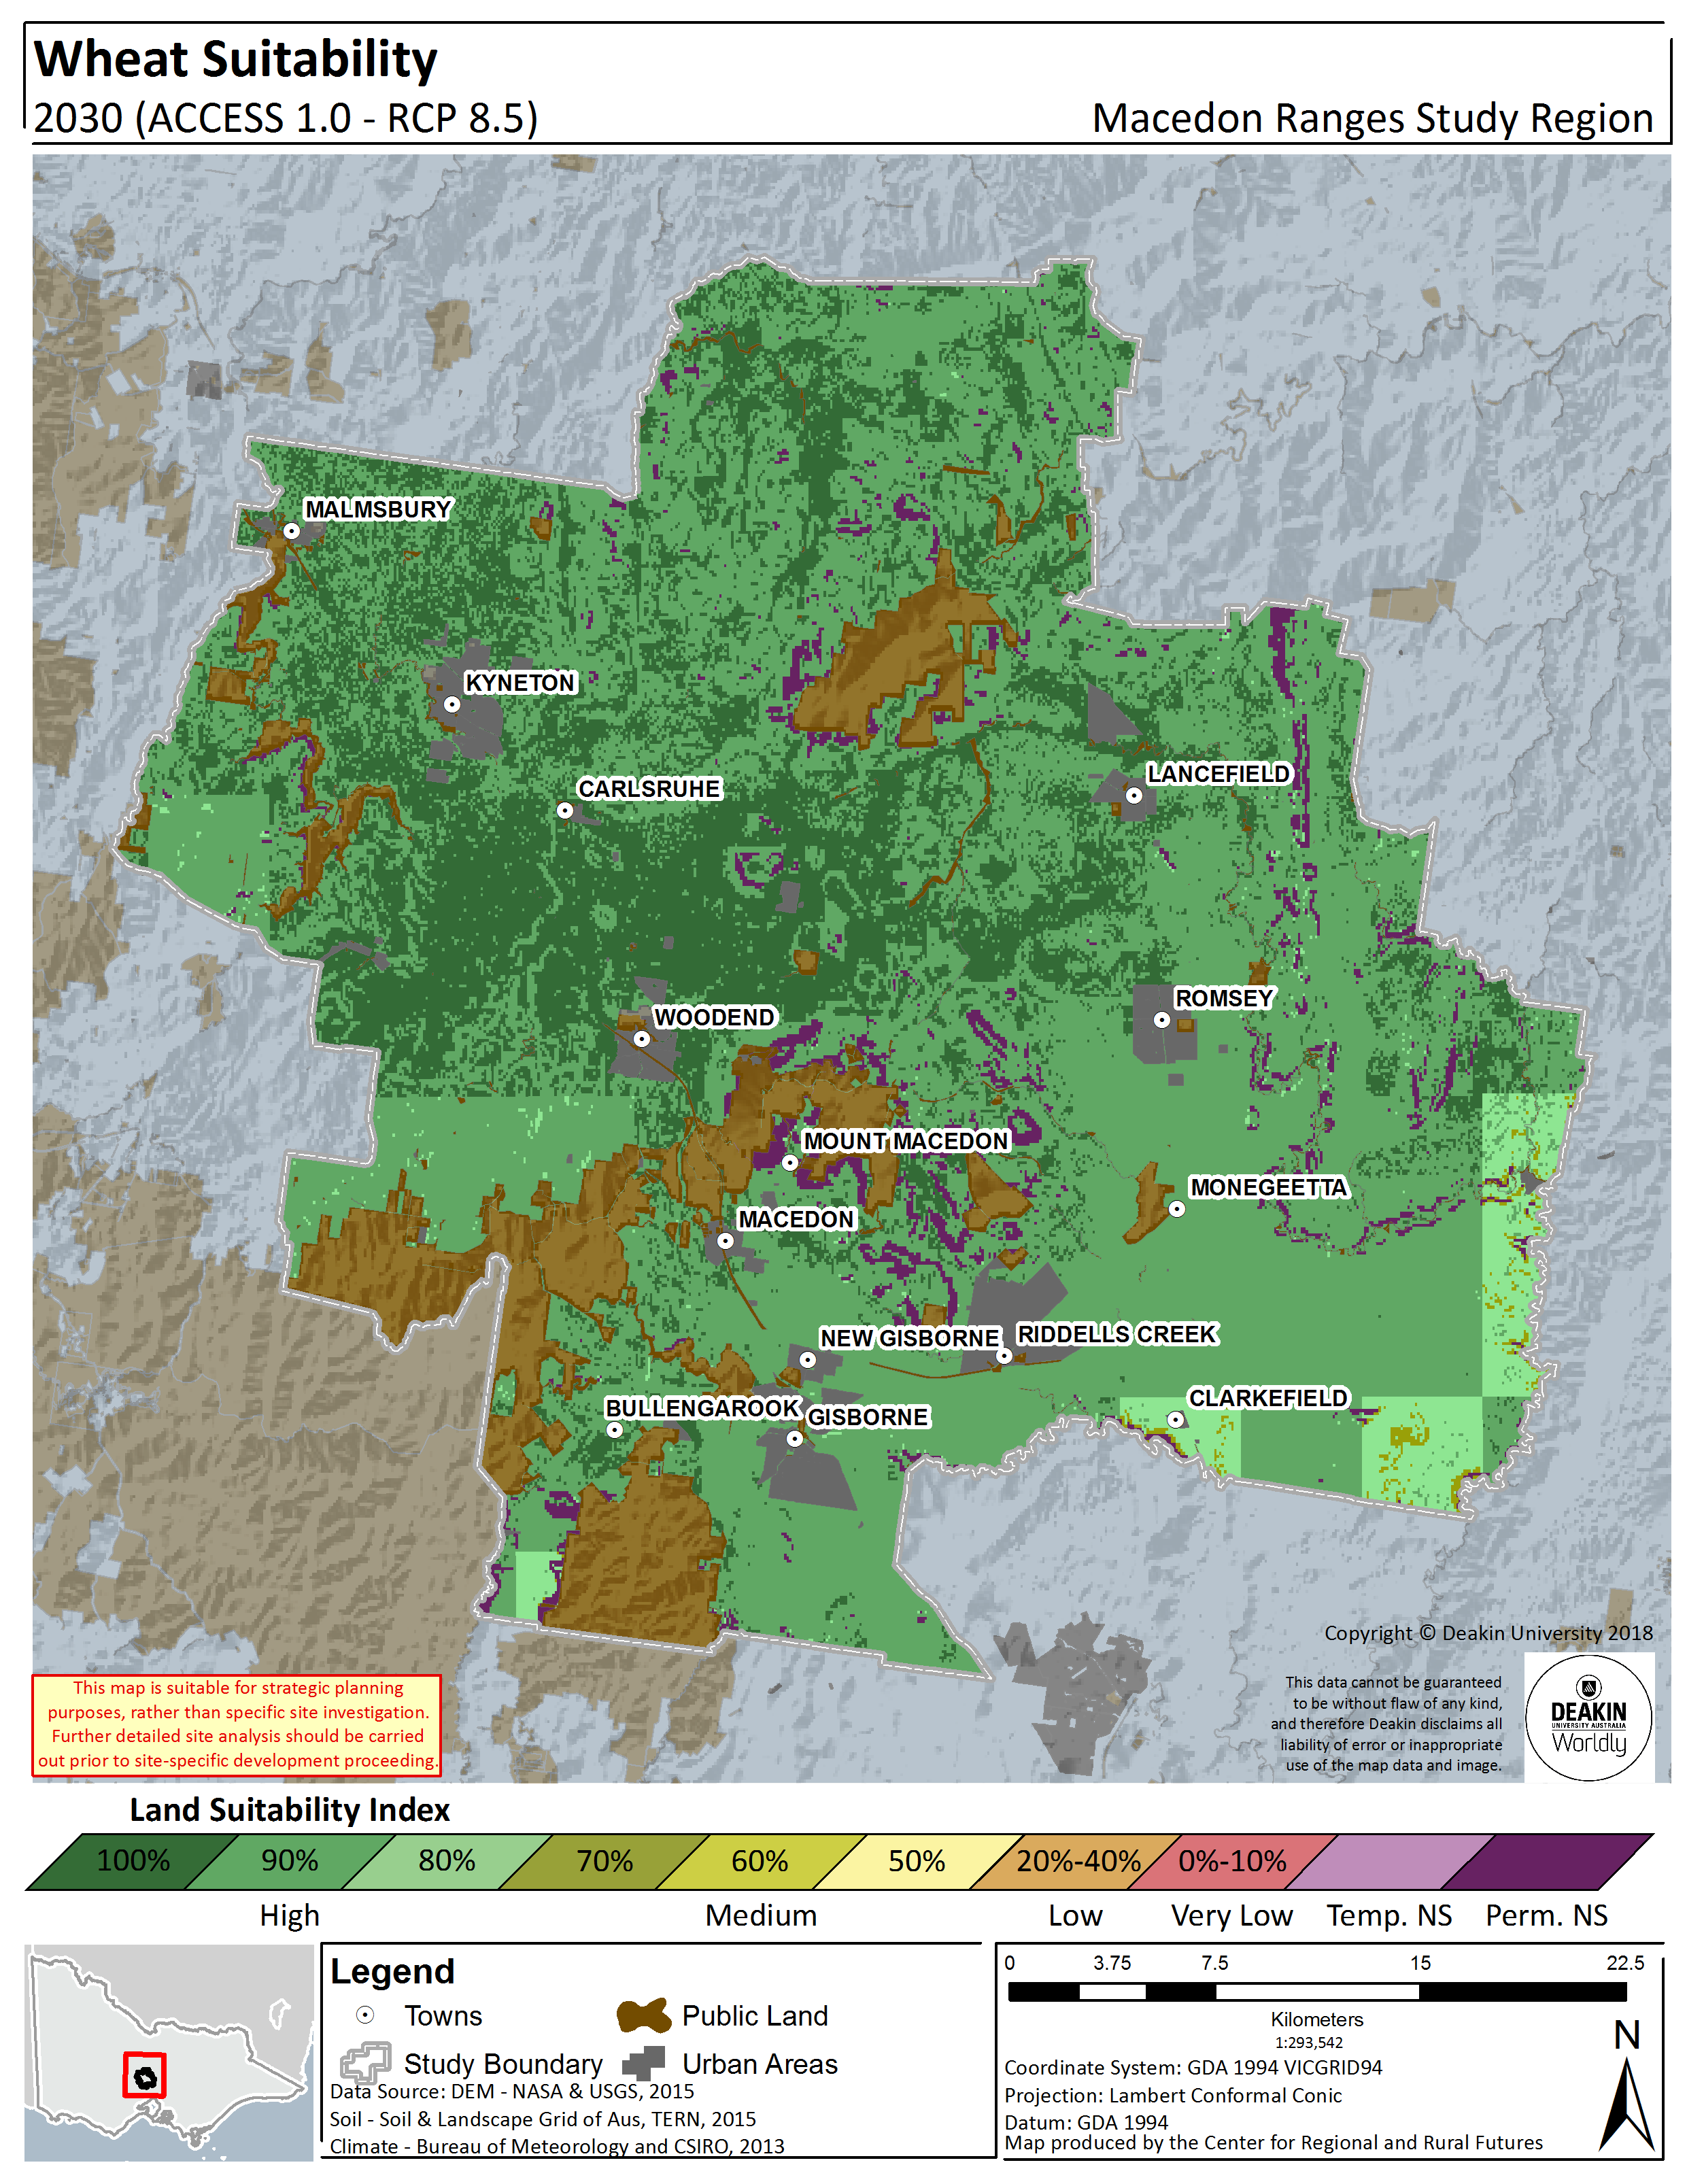 Wheat Suitability
2030 (ACCESS 1.0 - RCP 8.5)
Macedon Ranges Study Region
MALMSBURY
KYNETON
CARLSRUHE
LANCEFIELD
ROMSEY
WOODEND
MOUNT MACEDON
MONEGEETTA
MACEDON
NEW GISBORNE
RIDDELLS CREEK
CLARKEFIELD
BULLENGAROOK
GISBORNE
Copyright © Deakin University 2018
This data cannot be guaranteed
to be without flaw of any kind,
and therefore Deakin disclaims all
liability of error or inappropriate
use of the map data and image.
DEAKIN
UNIVERSITY AUSTRALIA
Worldly
This map is suitable for strategic planning
purposes, rather than specific site investigation.
Further detailed site analysis should be carried
out prior to site-specific development proceeding.
Land Suitability Index
100% 90% 80% 70% 60% 50% 20%-40% 0%-10%
High Medium Low Very Low Temp. NS Perm. NS
Legend
Towns
Public Land
Study Boundary
Urban Areas
Data Source: DEM - NASA & USGS, 2015
Soil - Soil & Landscape Grid of Aus, TERN, 2015
Climate - Bureau of Meteorology and CSIRO, 2013
0 3.75 7.5 15 22.5
Kilometers
1:293,542
N
Coordinate System: GDA 1994 VICGRID94
Projection: Lambert Conformal Conic
Datum: GDA 1994
Map produced by the Center for Regional and Rural Futures